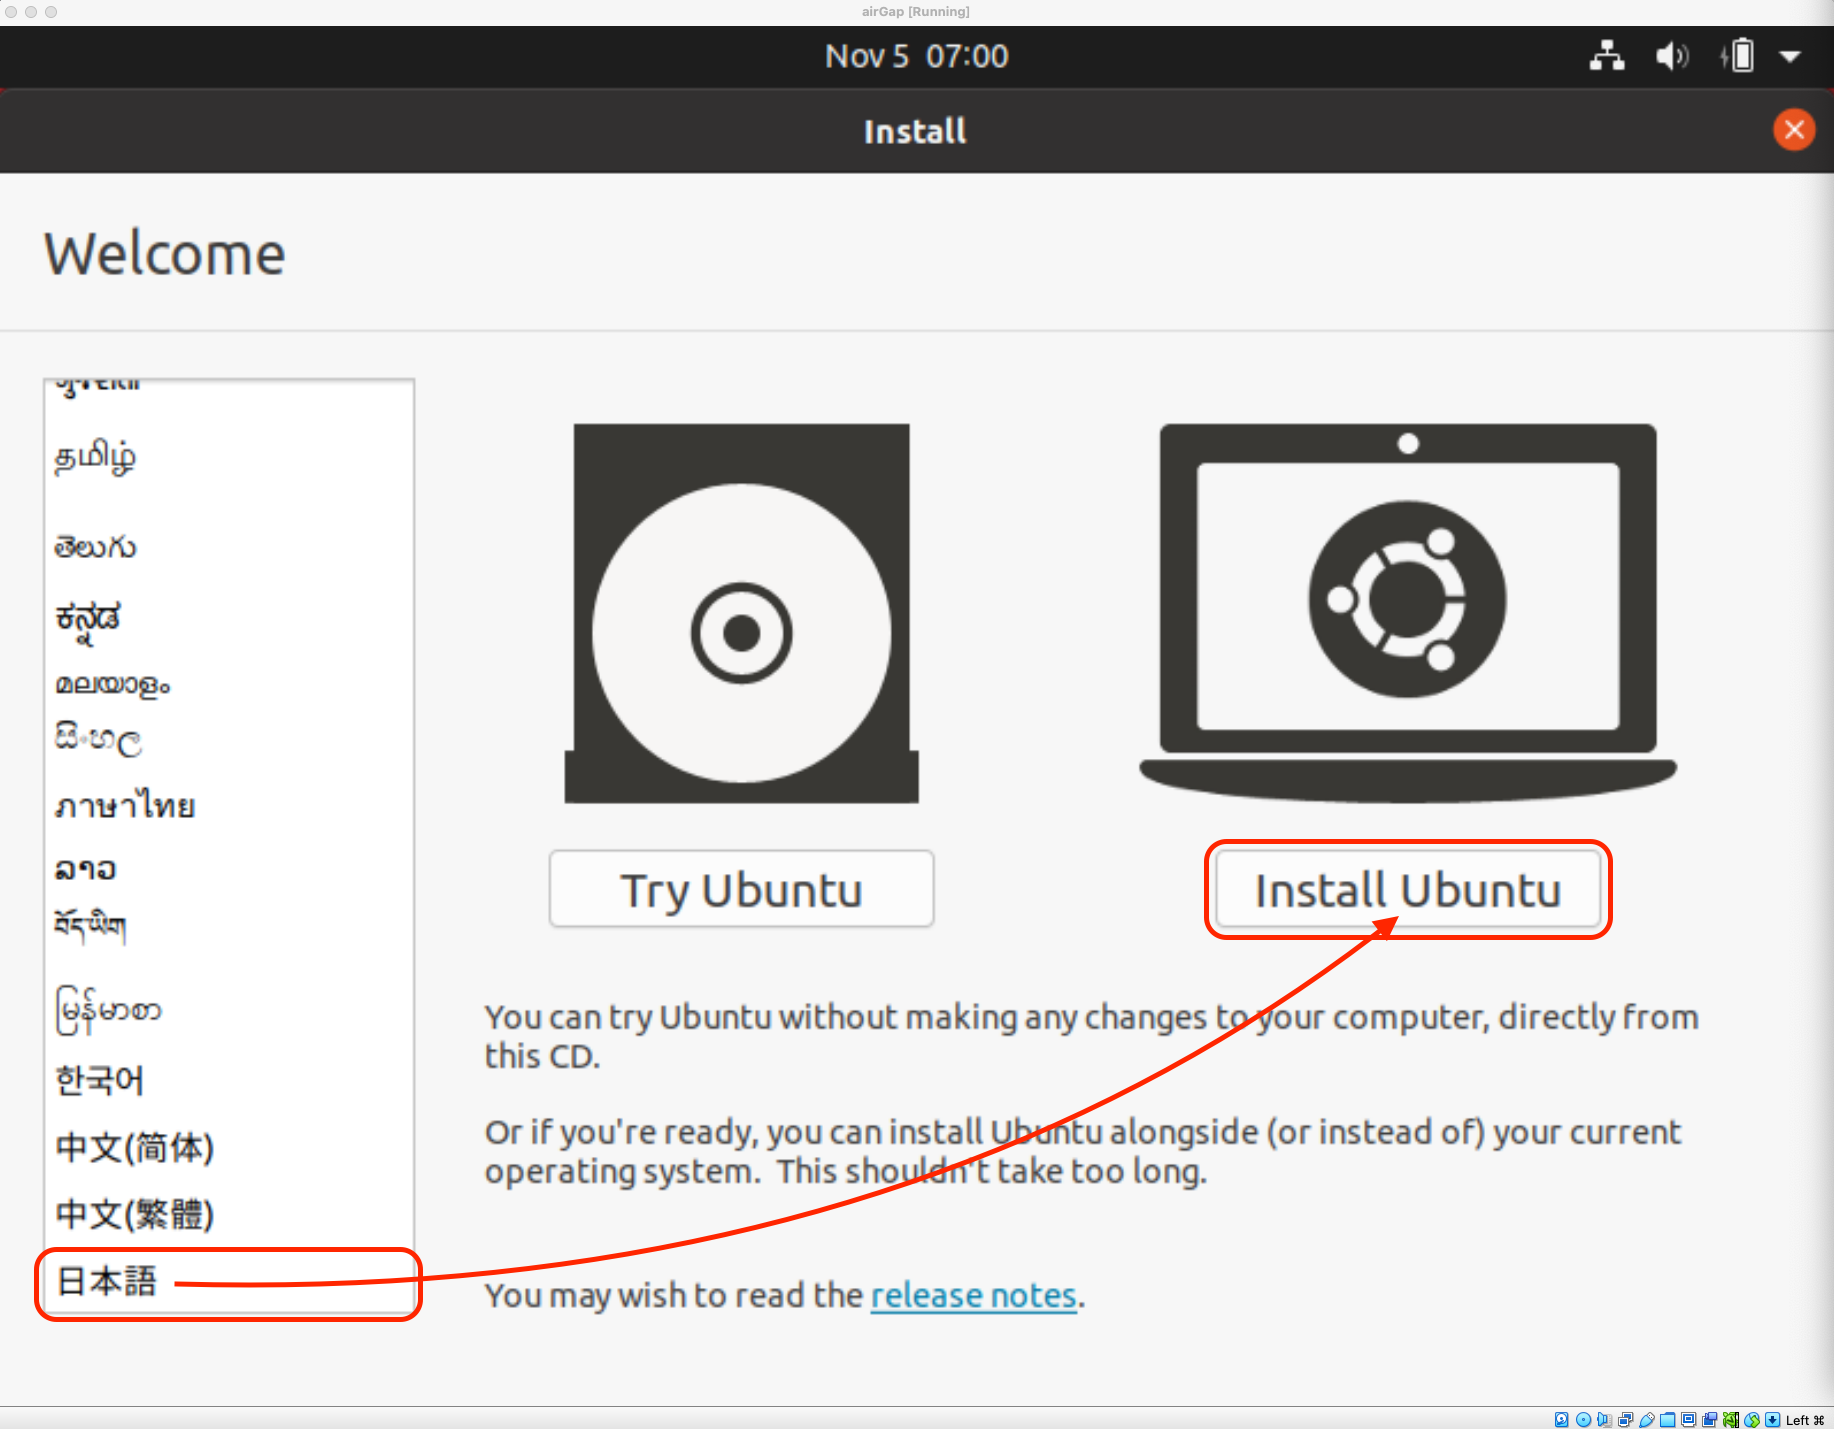 airGap [Running]
Nov 5 07:00
Install
Welcome
தமிழ்
తెలుగు
ಕನ್ನಡ
മലയാളം
සිංහල
ภาษาไทย
ລາວ
བོད་ཡིག
မြန်မာစာ
한국어
中文(简体)
中文(繁體)
日本語
Try Ubuntu
Install Ubuntu
You can try Ubuntu without making any changes to your computer, directly from
this CD.
Or if you're ready, you can install Ubuntu alongside (or instead of) your current
operating system. This shouldn't take too long.
You may wish to read the release notes.
Left ⌘